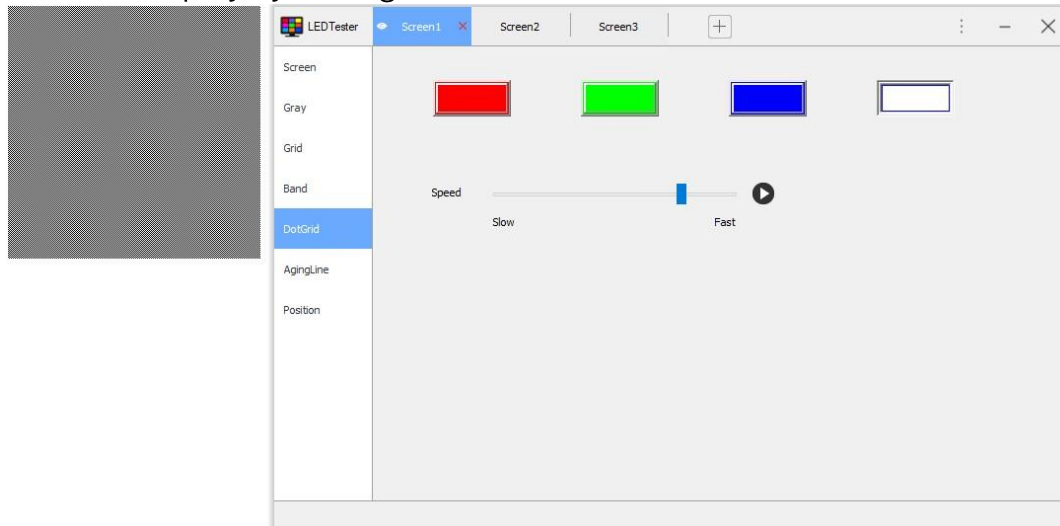 LEDTester Screen1 Screen2 Screen3
Screen
Gray
Grid
Band
Speed
Slow Fast
DotGrid
AgingLine
Position